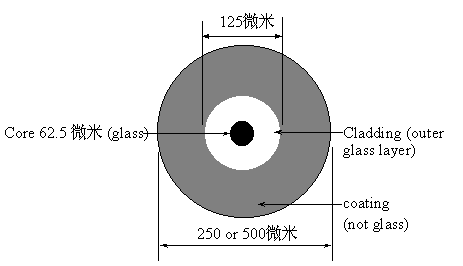 125微米
Core 62.5 微米 (glass)
Cladding (outer
glass layer)
coating
(not glass)
250 or 500微米